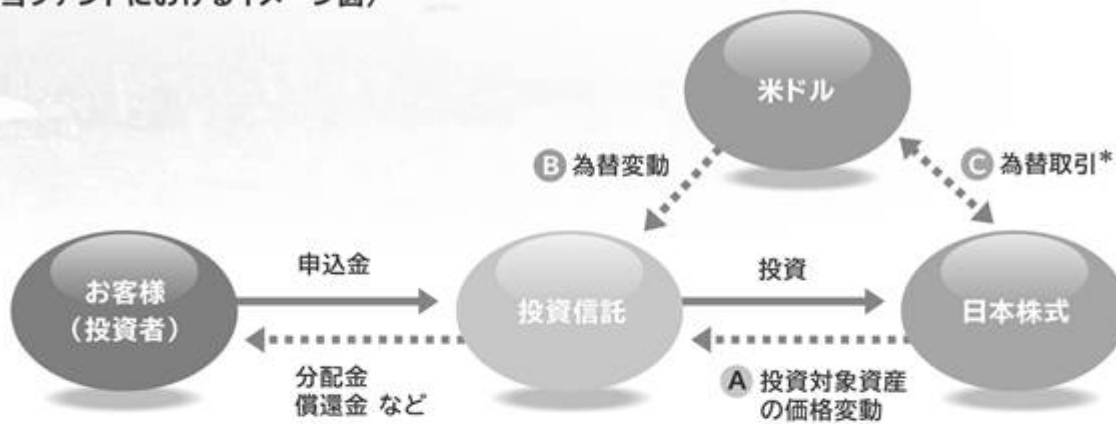 米ドル
B 為替変動
C 為替取引*
お客様
(投資者)
申込金
投資信託
投資
日本株式
分配金
償還金 など
A 投資対象資産
の価格変動